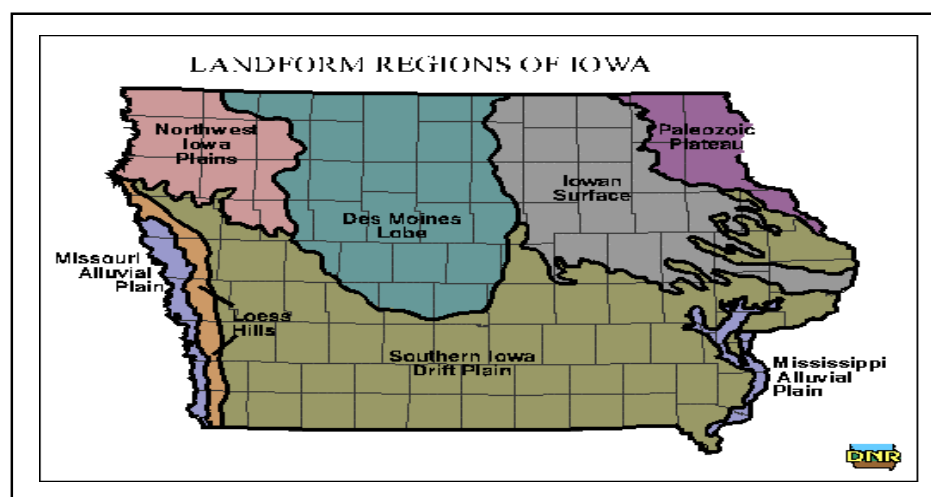 LANDFORM REGIONS OF IOWA
Northwest
Iowa
Plains
Paleozoic
Plateau
Iowan
Surface
Des Moines
Lobe
Missouri
Alluvial
Plain
Loess
Hills
Southern Iowa
Drift Plain
Mississippi
Alluvial
Plain
DNR